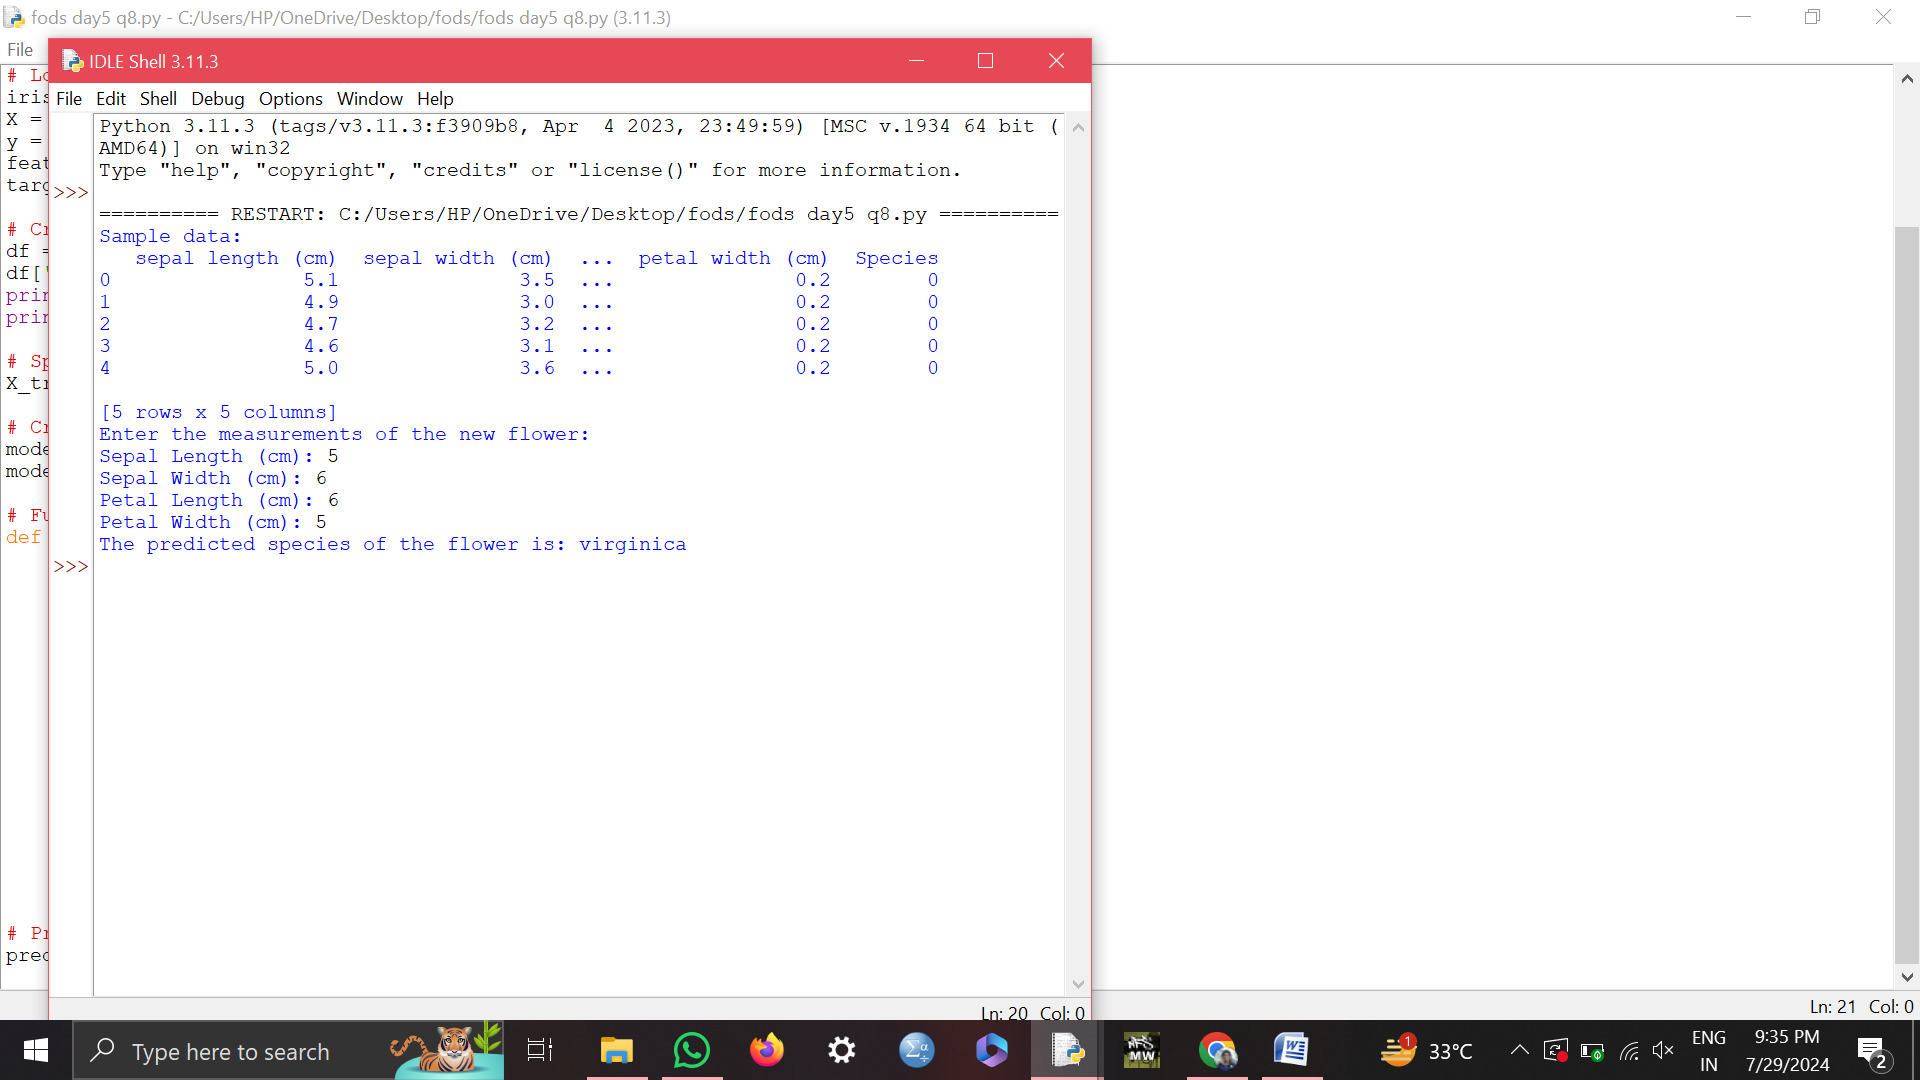 fods day5 q8.py - C:/Users/HP/OneDrive/Desktop/fods/fods day5 q8.py (3.11.3)
File
IDLE Shell 3.11.3
File Edit Shell Debug Options Window Help
Python 3.11.3 (tags/v3.11.3:f3909b8, Apr  4 2023, 23:49:59) [MSC v.1934 64 bit (
AMD64)] on win32
Type "help", "copyright", "credits" or "license()" for more information.
>>>
========== RESTART: C:/Users/HP/OneDrive/Desktop/fods/fods day5 q8.py ==========
Sample data:
   sepal length (cm)  sepal width (cm)  ...  petal width (cm)  Species
0                5.1               3.5  ...               0.2        0
1                4.9               3.0  ...               0.2        0
2                4.7               3.2  ...               0.2        0
3                4.6               3.1  ...               0.2        0
4                5.0               3.6  ...               0.2        0
[5 rows x 5 columns]
Enter the measurements of the new flower:
Sepal Length (cm): 5
Sepal Width (cm): 6
Petal Length (cm): 6
Petal Width (cm): 5
The predicted species of the flower is: virginica
>>>
Ln: 20 Col: 0
X =
y =
df =
df['
def
Ln: 21 Col: 0
Type here to search
MW
1
33°C
ENG
IN
9:35 PM
7/29/2024
2